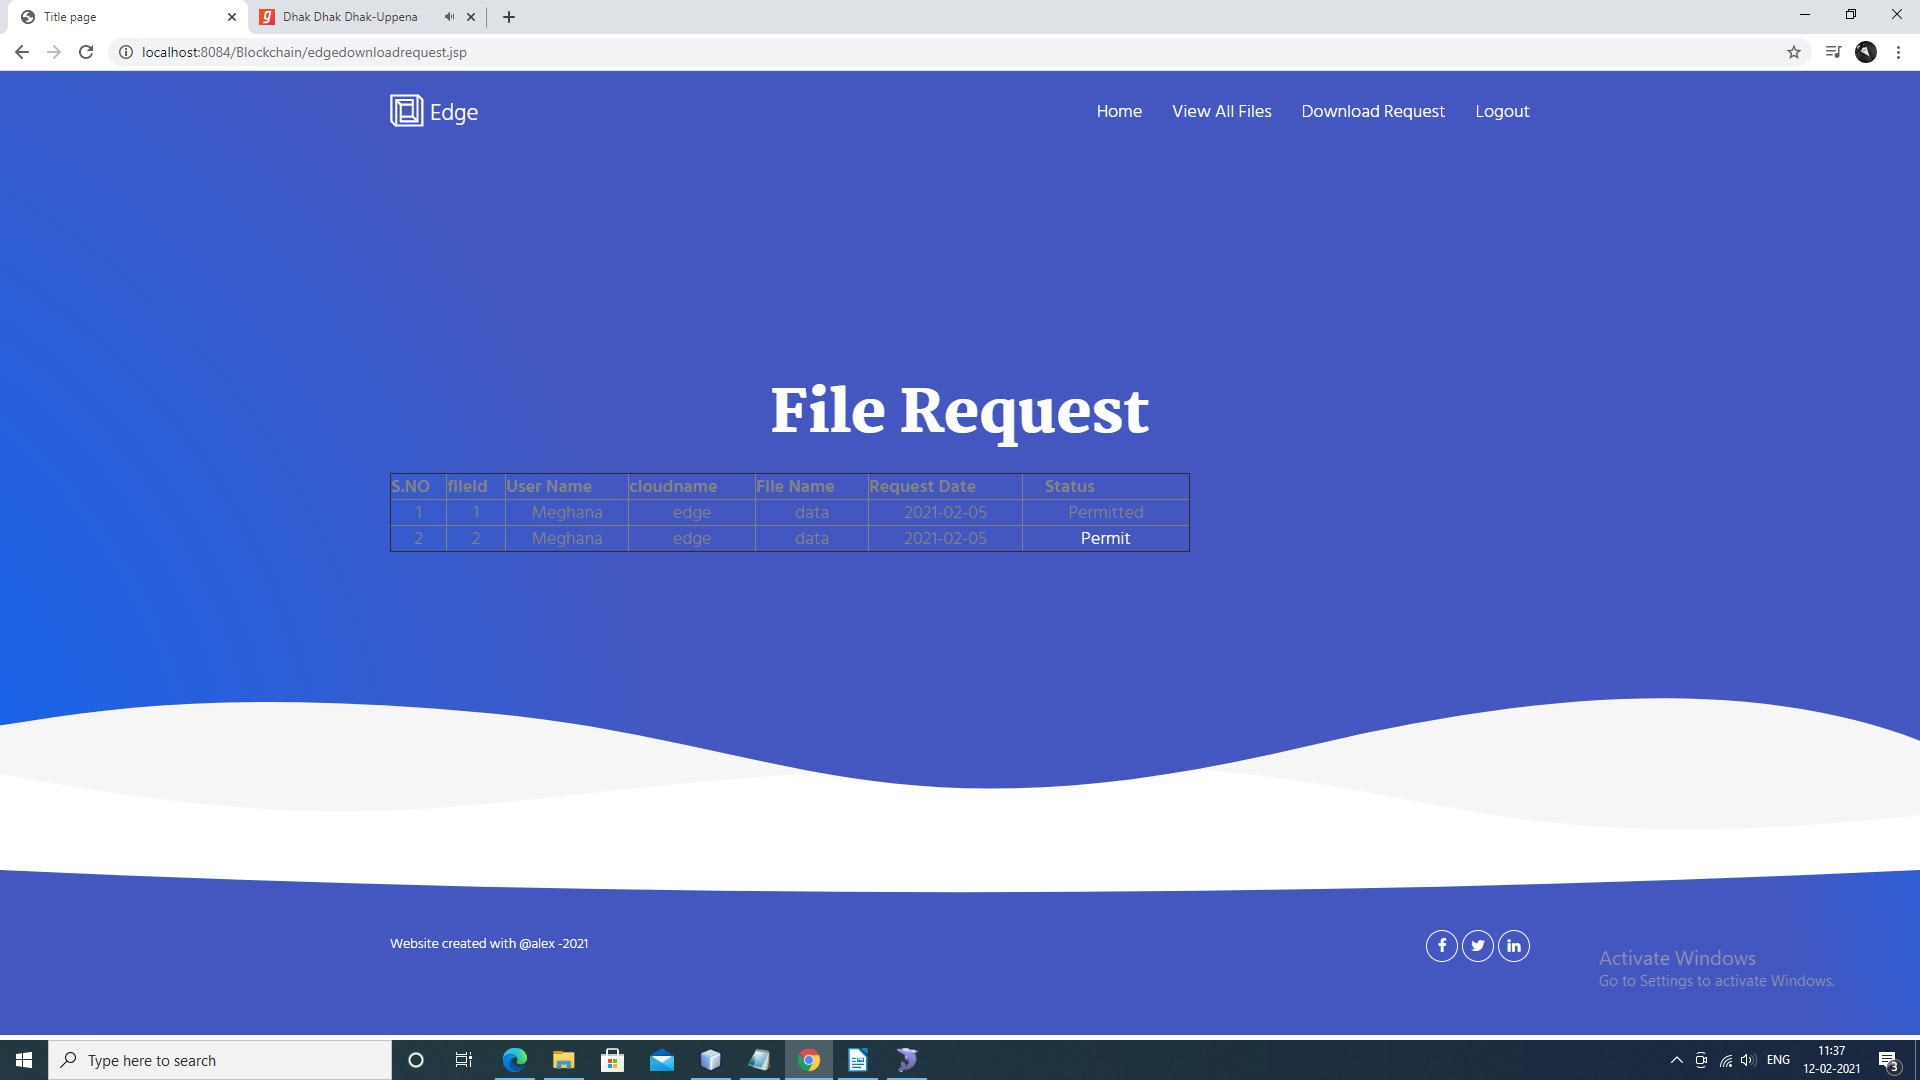 Title page
Dhak Dhak Dhak-Uppena
localhost:8084/Blockchain/edgedownloadrequest.jsp
Edge
Home View All Files Download Request Logout
File Request
S.NO fileid User Name cloudname File Name Request Date Status
1 1 Meghana edge data 2021-02-05 Permitted
2 2 Meghana edge data 2021-02-05 Permit
Website created with @alex -2021
Activate Windows
Go to Settings to activate Windows.
Type here to search
ENG
11:37
12-02-2021
3